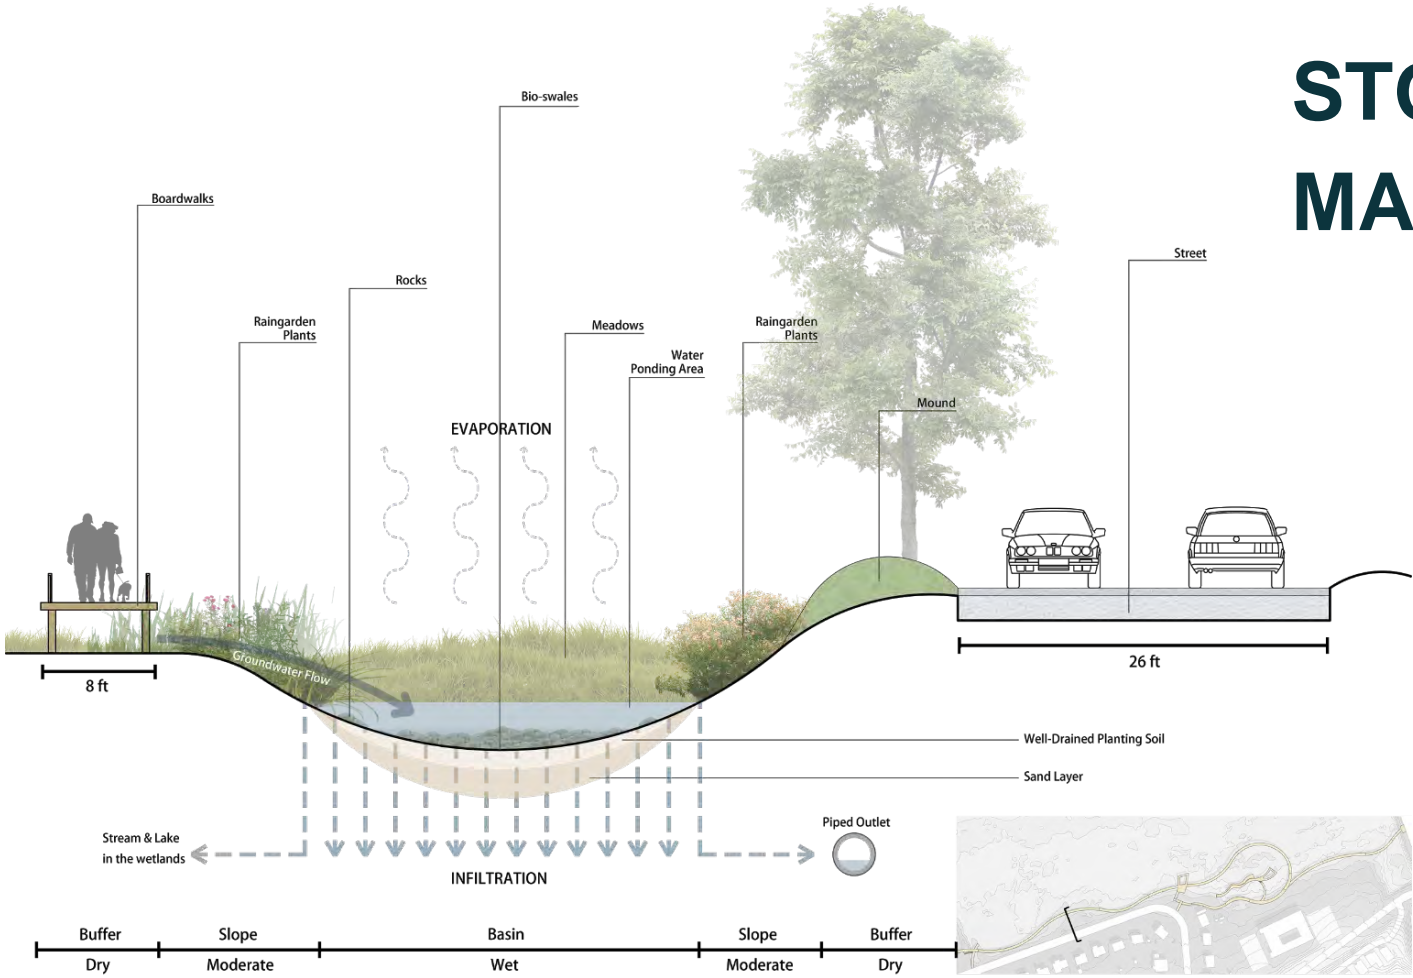 STO
MA
Bio-swales
Boardwalks
Street
Rocks
Raingarden
Plants
Meadows
Raingarden
Plants
Water
Ponding Area
Mound
EVAPORATION
Groundwater Flow
8 ft
26 ft
Well-Drained Planting Soil
Sand Layer
Stream & Lake
in the wetlands
Piped Outlet
INFILTRATION
Buffer Slope Basin Slope Buffer
Dry Moderate Wet Moderate Dry